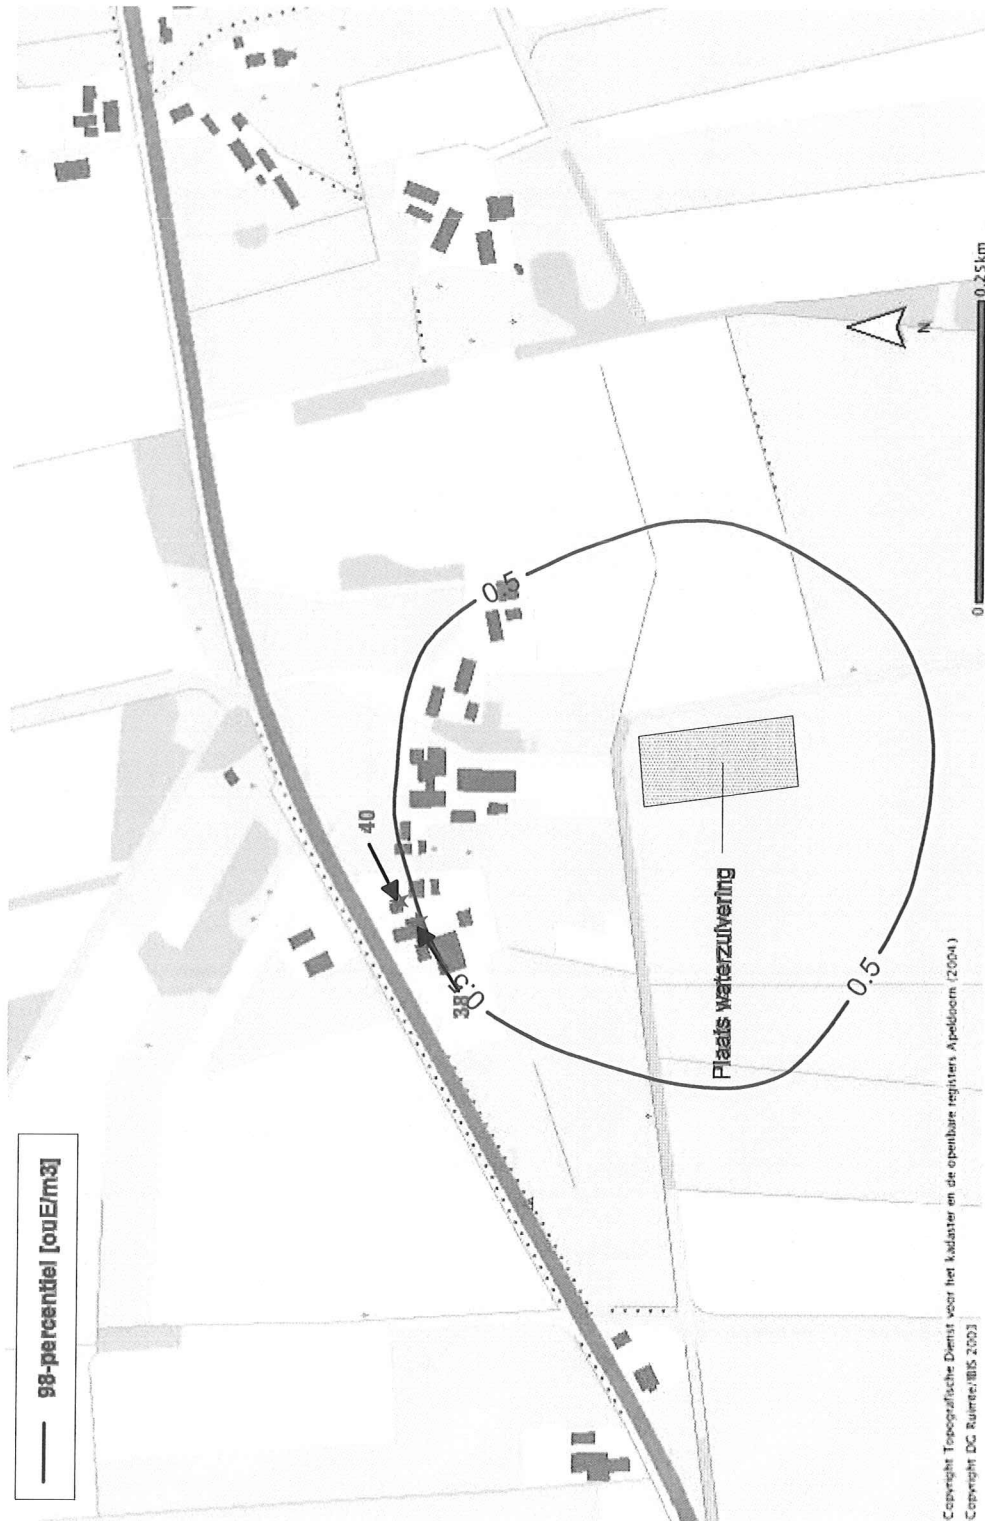 98-percentiel [ouE/m3]
40
38
0.5
0.5
0.5
Plaats waterzuivering
N
0
0.25km
Copyright Topografische Dienst voor het kadaster en de openbare registers Apeldoorn (2004)
Copyright DG Ruimte/IBIS 2003